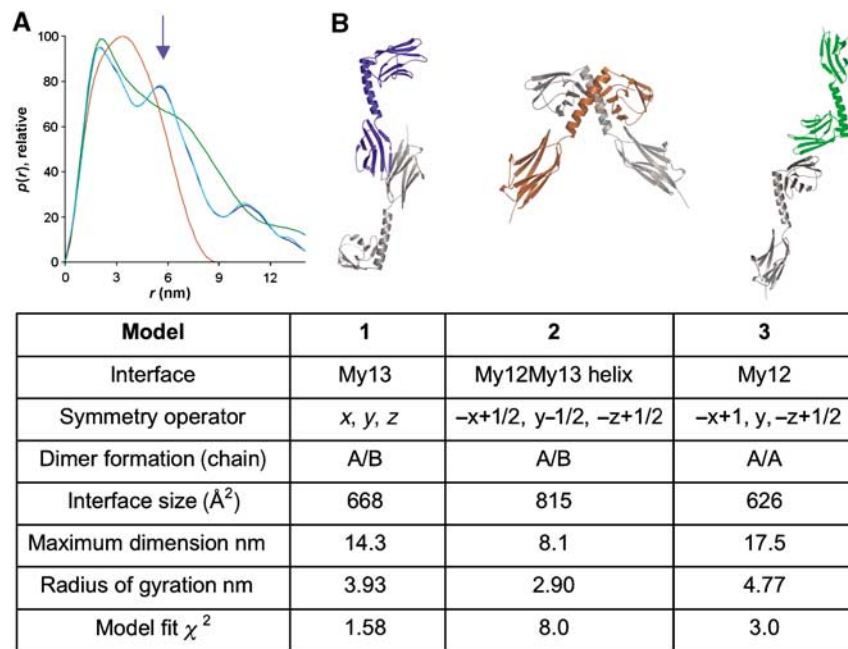 A
B
100
80
60
40
20
0
p(r), relative
0 3 6 9 12
r (nm)
Model 1 2 3
Interface My13 My12My13 helix My12
Symmetry operator x, y, z −x+1/2, y−1/2, −z+1/2 −x+1, y, −z+1/2
Dimer formation (chain) A/B A/B A/A
Interface size (Å²) 668 815 626
Maximum dimension nm 14.3 8.1 17.5
Radius of gyration nm 3.93 2.90 4.77
Model fit χ² 1.58 8.0 3.0